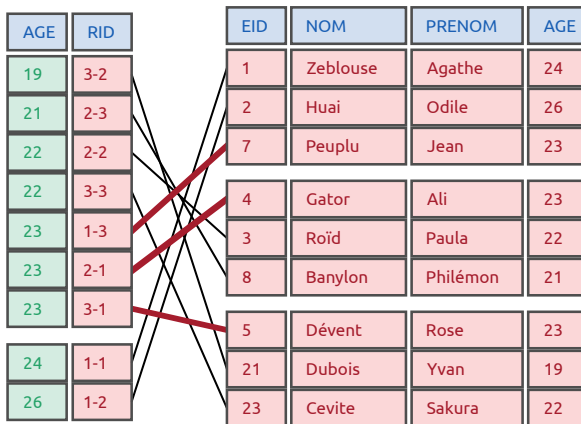 AGE RID
19 3-2
21 2-3
22 2-2
22 3-3
23 1-3
23 2-1
23 3-1
24 1-1
26 1-2
EID NOM PRENOM AGE
1 Zeblouse Agathe 24
2 Huai Odile 26
7 Peuplu Jean 23
4 Gator Ali 23
3 Roïd Paula 22
8 Banylon Philémon 21
5 Dévent Rose 23
21 Dubois Yvan 19
23 Cevite Sakura 22